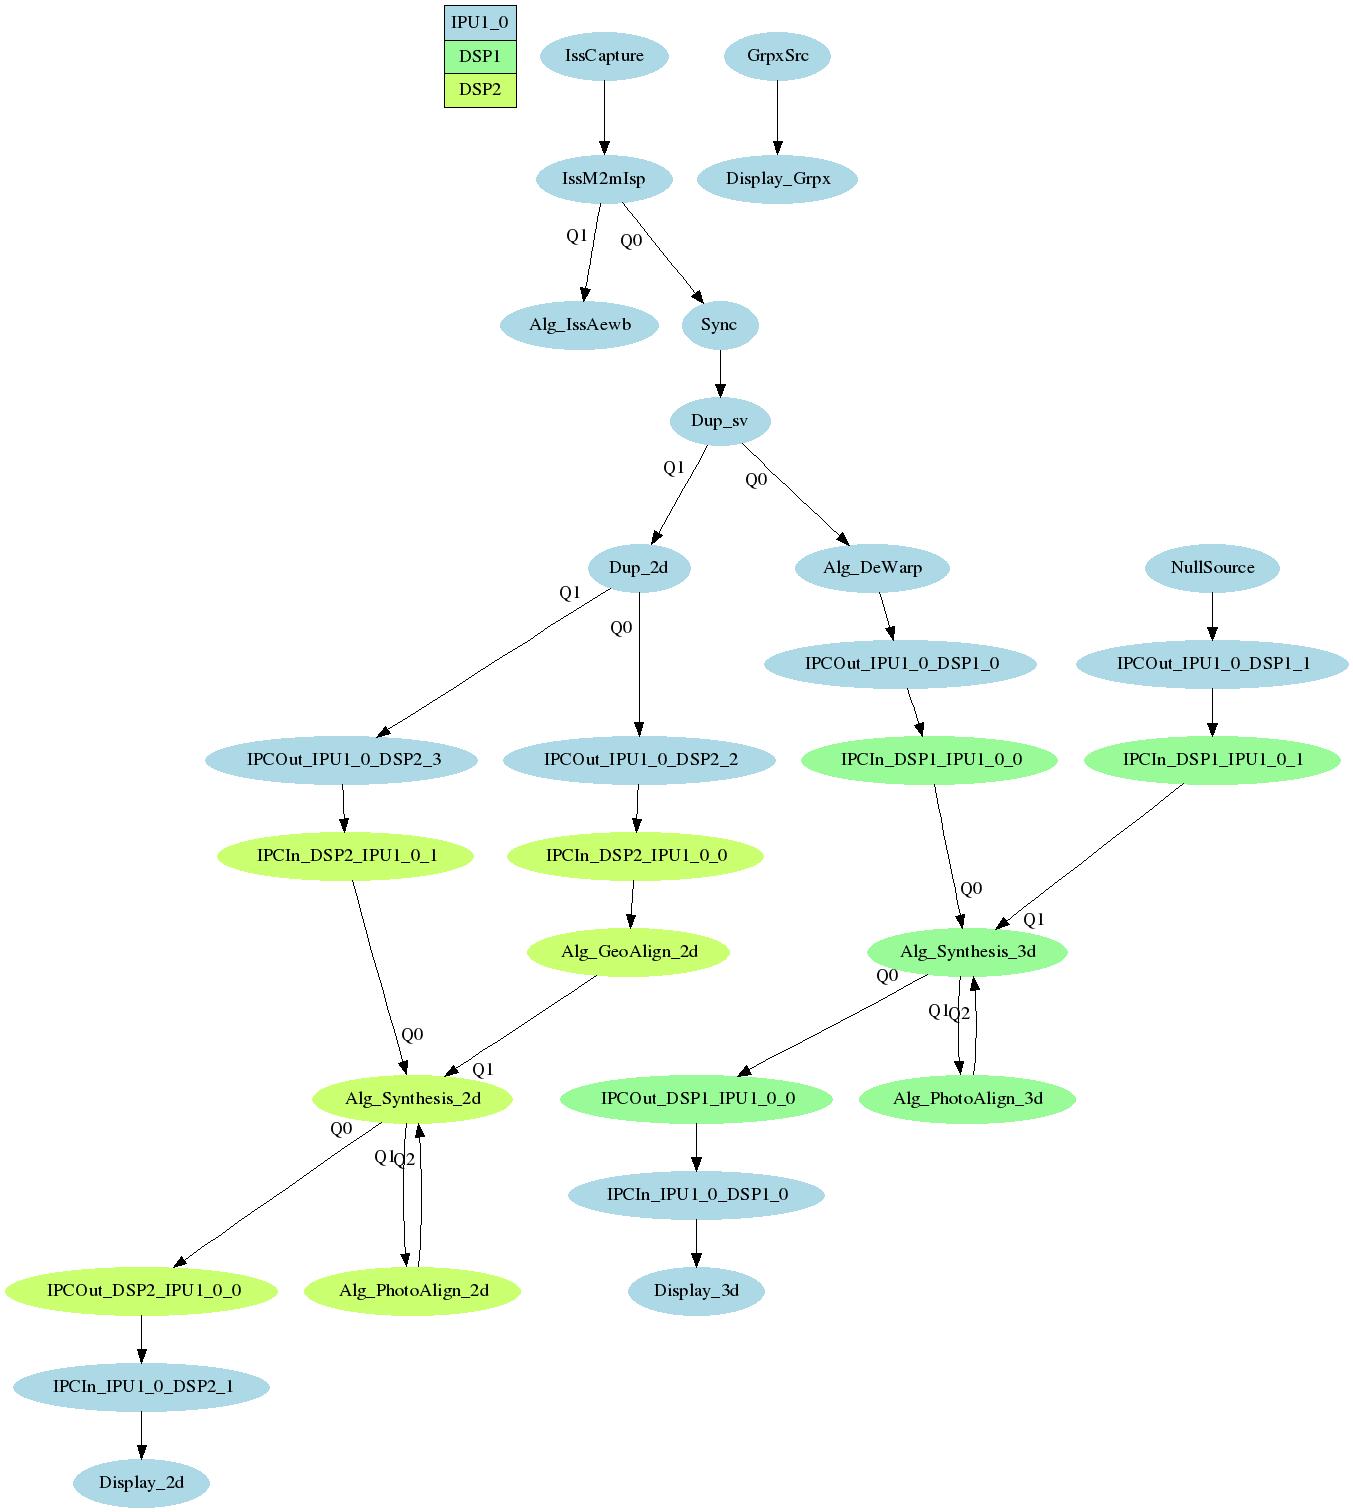 IPU1_0
DSP1
DSP2
IssCapture
GrpxSrc
IssM2mIsp
Display_Grpx
Q1
Q0
Alg_IssAewb
Sync
Dup_sv
Q1
Q0
Dup_2d
Alg_DeWarp
NullSource
Q1
Q0
IPCOut_IPU1_0_DSP1_0
IPCOut_IPU1_0_DSP1_1
IPCOut_IPU1_0_DSP2_3
IPCOut_IPU1_0_DSP2_2
IPCIn_DSP1_IPU1_0_0
IPCIn_DSP1_IPU1_0_1
IPCIn_DSP2_IPU1_0_1
IPCIn_DSP2_IPU1_0_0
Q0
Q1
Alg_GeoAlign_2d
Alg_Synthesis_3d
Q0
Q1
Q2
Q0
Q1
Alg_Synthesis_2d
IPCOut_DSP1_IPU1_0_0
Alg_PhotoAlign_3d
Q0
Q1
Q2
IPCIn_IPU1_0_DSP1_0
IPCOut_DSP2_IPU1_0_0
Alg_PhotoAlign_2d
Display_3d
IPCIn_IPU1_0_DSP2_1
Display_2d